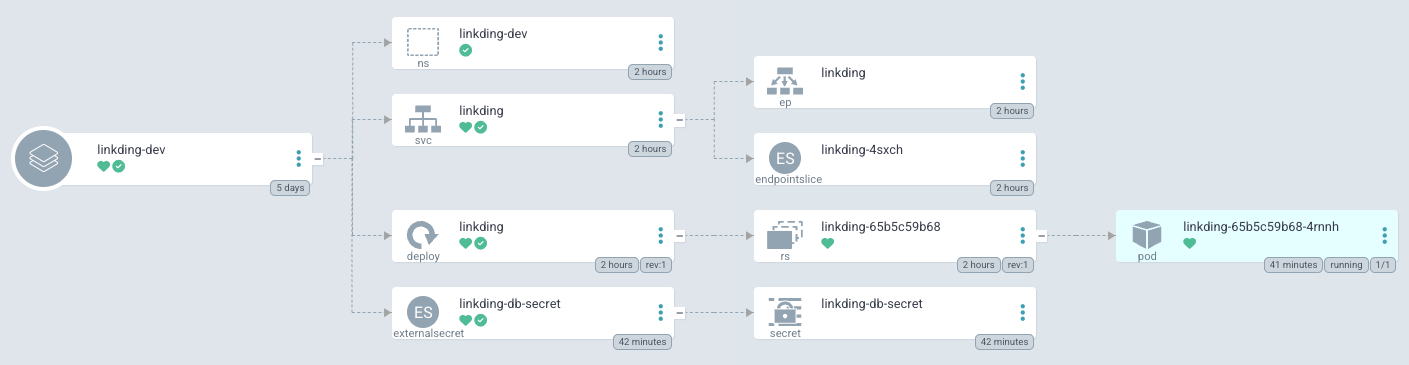 linkding-dev
5 days
linkding-dev
ns
2 hours
linkding
svc
2 hours
linkding
ep
2 hours
ES
linkding-4sxch
endpointslice
2 hours
linkding
deploy
2 hours
rev:1
linkding-65b5c59b68
rs
2 hours
rev:1
linkding-65b5c59b68-4rnnh
pod
41 minutes
running
1/1
ES
linkding-db-secret
externalsecret
42 minutes
linkding-db-secret
secret
42 minutes